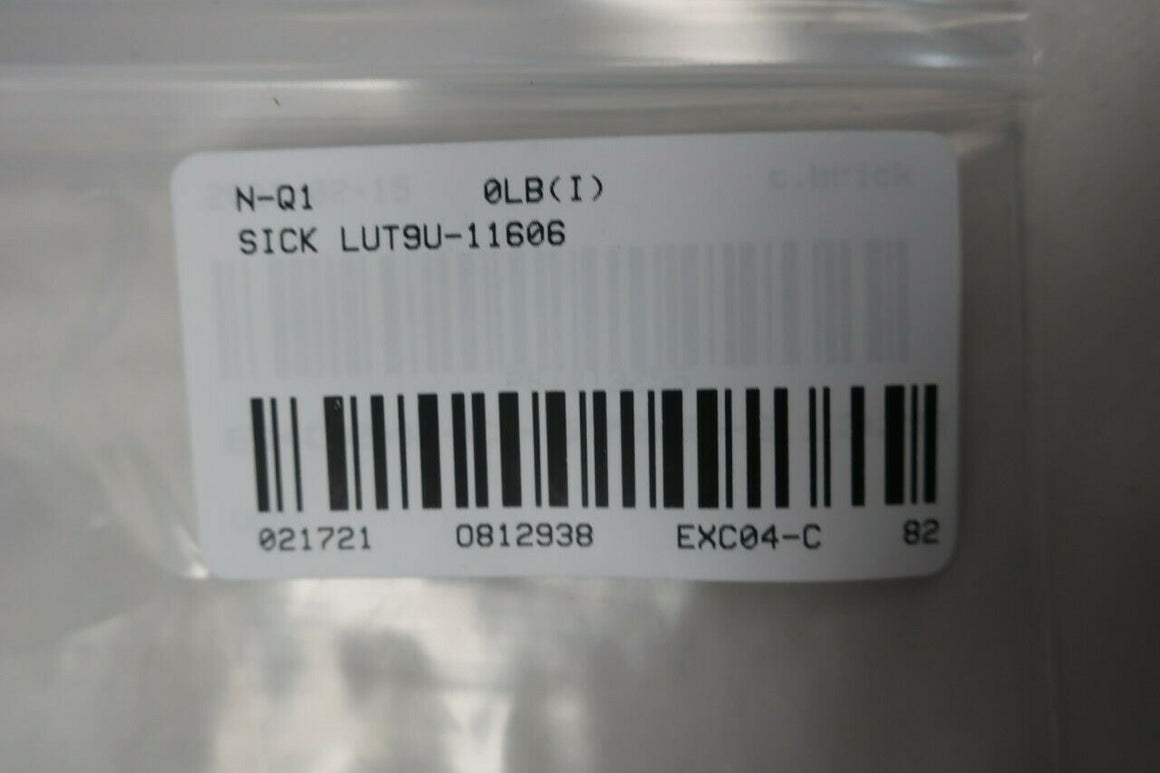 N-Q1 0LB(I)
SICK LUT9U-11606
021721 0812938 EXC04-C 82